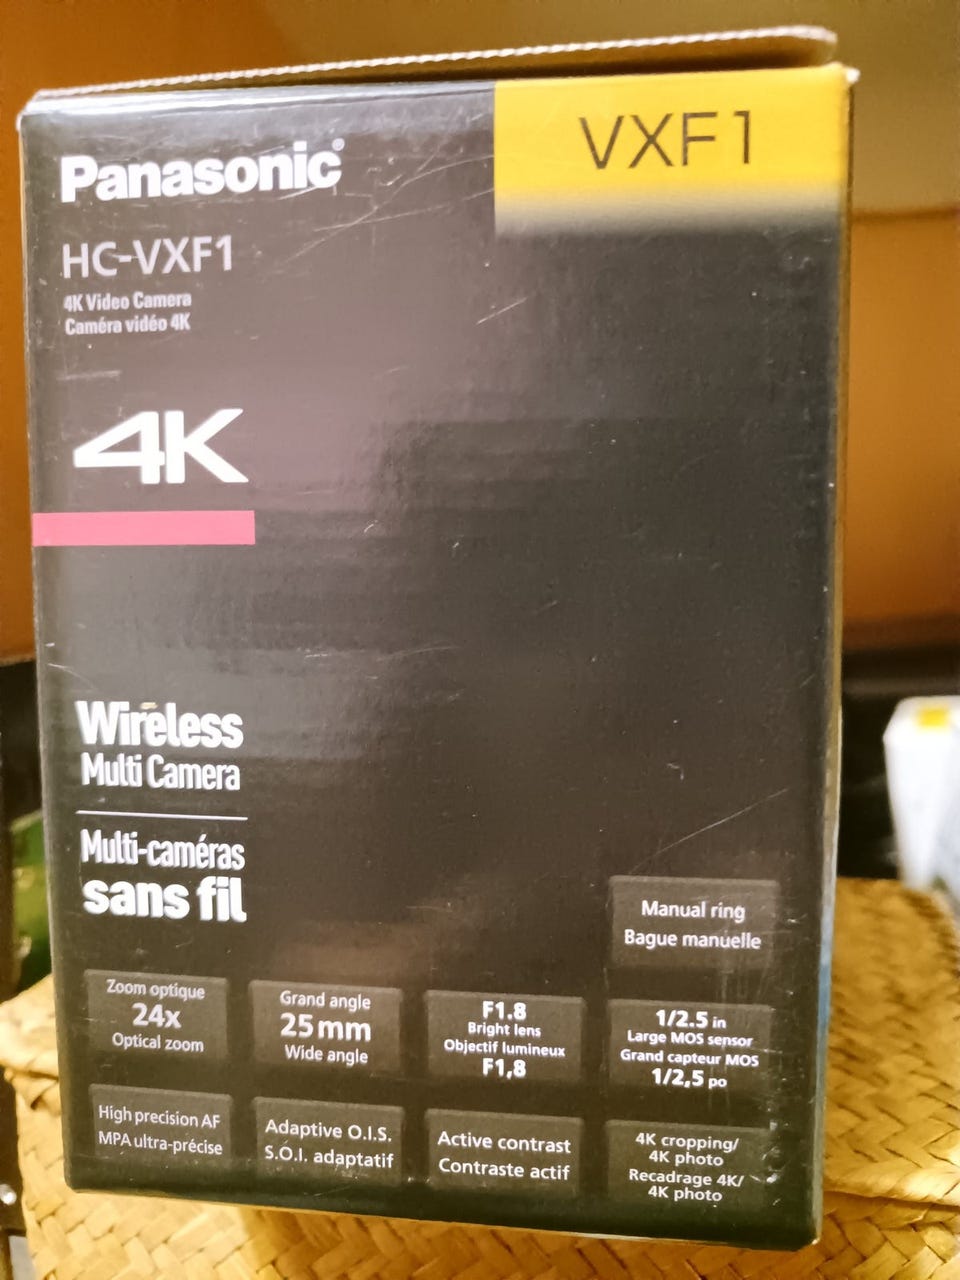 VXF1
Panasonic
HC-VXF1
4K Video Camera
Caméra vidéo 4K
4K
Wireless
Multi Camera
Multi-caméras
sans fil
Manual ring
Bague manuelle
Zoom optique
24x
Optical zoom
Grand angle
25mm
Wide angle
F1.8
Bright lens
Objectif lumineux
F1,8
1/2.5 in
Large MOS sensor
Grand capteur MOS
1/2,5 po
High precision AF
MPA ultra-précise
Adaptive O.I.S.
S.O.I. adaptatif
Active contrast
Contraste actif
4K cropping/
4K photo
Recadrage 4K/
4K photo